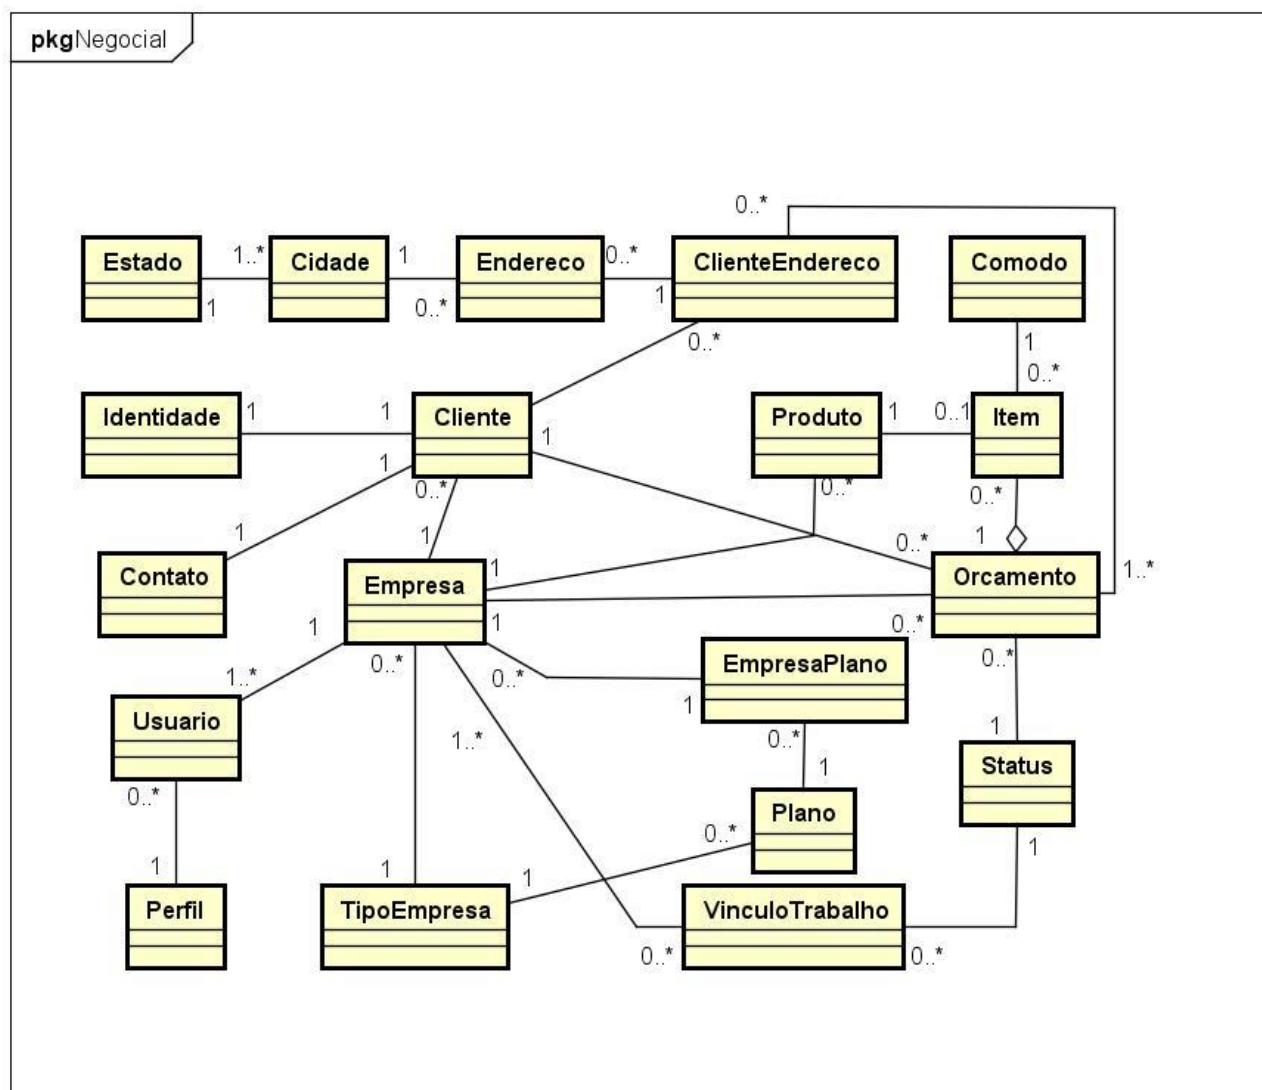 pkgNegocial
0..*
Estado
1..*
1
Cidade
1
0..*
Endereco
0..*
1
ClienteEndereco
Comodo
0..*
1
0..*
Identidade
1
1
Cliente
1
Produto
1
0..1
Item
1
0..*
0..*
0..*
1
1
1
0..*
Contato
Empresa
1
Orcamento
1..*
1
1
0..*
0..*
1..*
0..*
0..*
EmpresaPlano
1
Usuario
1..*
0..*
1
Status
0..*
1
Plano
0..*
1
1
1
1
Perfil
TipoEmpresa
VinculoTrabalho
0..*
0..*